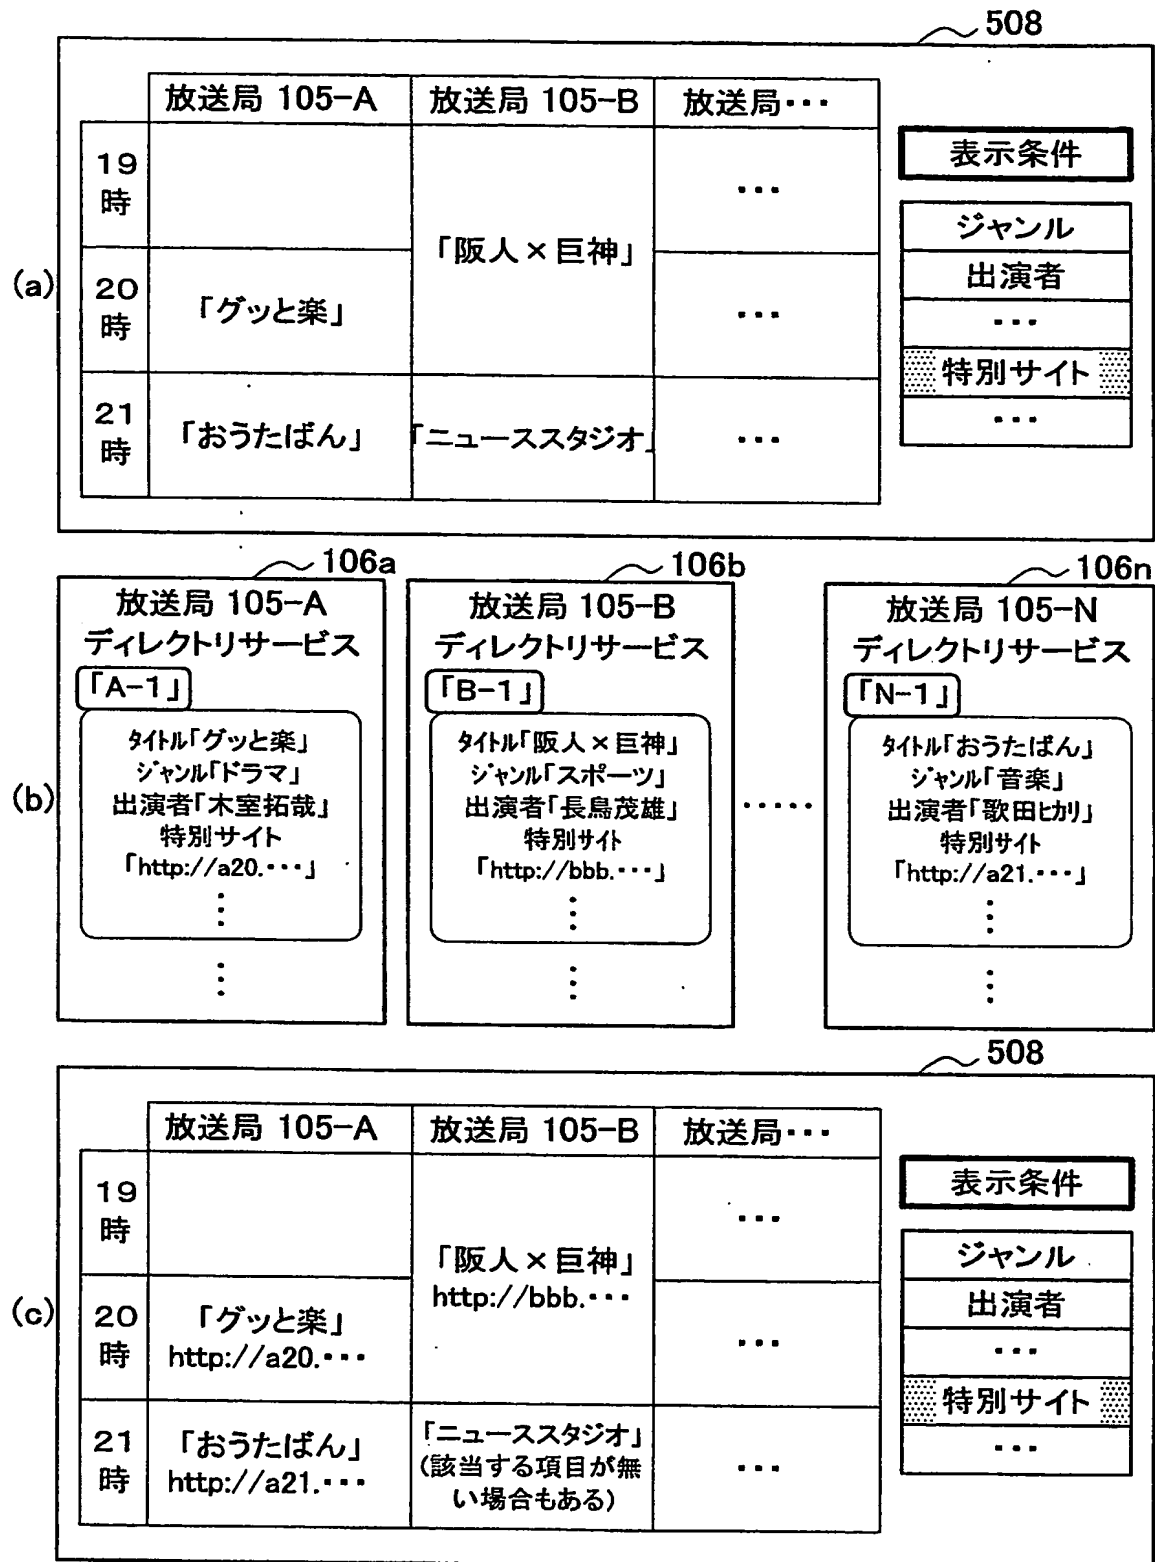 508
放送局 105-A 放送局 105-B 放送局・・・
19時 ・・・
「阪人×巨神」
20時 「グッと楽」 ・・・
21時 「おうたばん」 「ニューススタジオ」 ・・・
表示条件
ジャンル
出演者
・・・
特別サイト
・・・
(a)
106a
放送局 105-A
ディレクトリサービス
「A-1」
タイトル「グッと楽」
ジャンル「ドラマ」
出演者「木室拓哉」
特別サイト
「http://a20.・・・」
106b
放送局 105-B
ディレクトリサービス
「B-1」
タイトル「阪人×巨神」
ジャンル「スポーツ」
出演者「長鳥茂雄」
特別サイト
「http://bbb.・・・」
・・・・・
106n
放送局 105-N
ディレクトリサービス
「N-1」
タイトル「おうたばん」
ジャンル「音楽」
出演者「歌田ヒカリ」
特別サイト
「http://a21.・・・」
(b)
508
放送局 105-A 放送局 105-B 放送局・・・
19時 ・・・
「阪人×巨神」
http://bbb.・・・
20時 「グッと楽」 ・・・
http://a20.・・・
21時 「おうたばん」 ・・・
http://a21.・・・
「ニューススタジオ」
(該当する項目が無
い場合もある)
表示条件
ジャンル
出演者
・・・
特別サイト
・・・
(c)